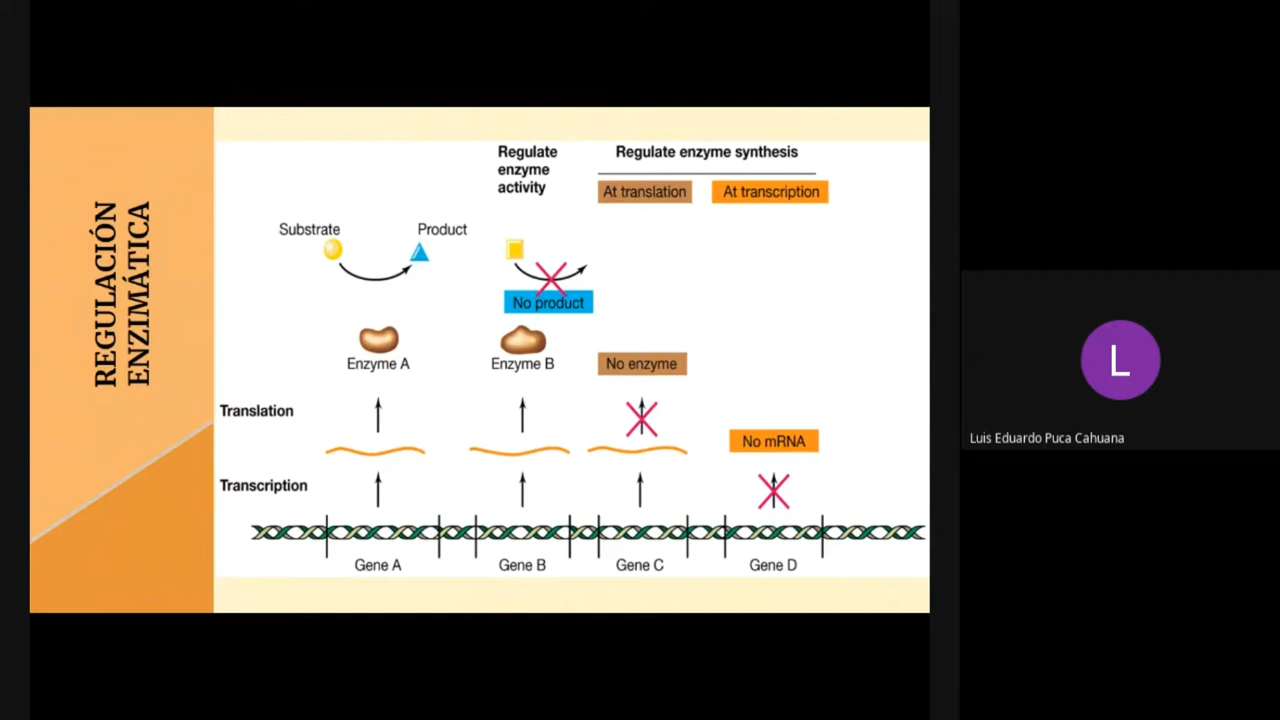 REGULACIÓN
ENZIMÁTICA
Regulate
enzyme
activity
Regulate enzyme synthesis
At translation
At transcription
Substrate
Product
No product
Enzyme A
Enzyme B
No enzyme
Translation
No mRNA
Transcription
Gene A
Gene B
Gene C
Gene D
L
Luis Eduardo Puca Cahuana